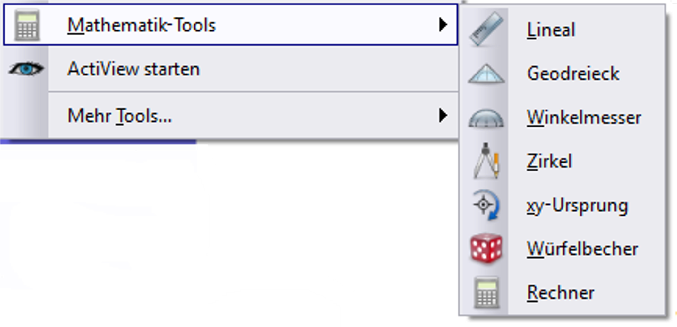 Mathematik-Tools
ActiView starten
Mehr Tools...
Lineal
Geodreieck
Winkelmesser
Zirkel
xy-Ursprung
Würfelbecher
Rechner